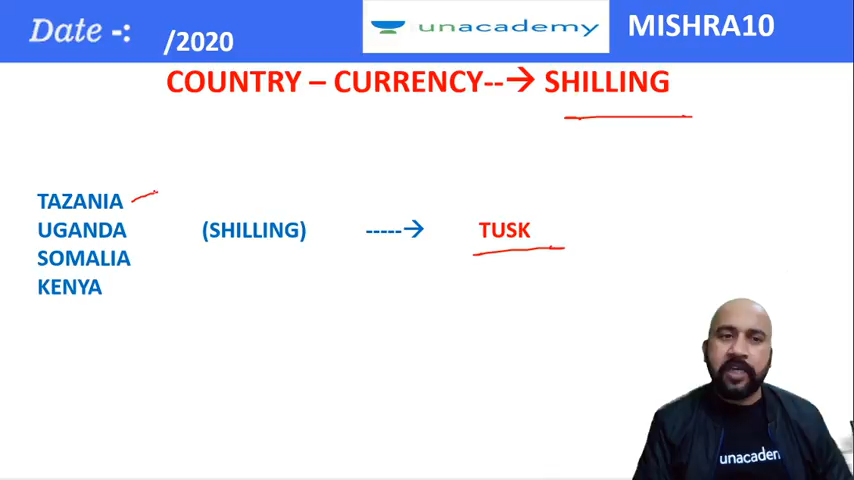 Date -: /2020 unacademy MISHRA10
COUNTRY – CURRENCY--→ SHILLING
TAZANIA
UGANDA (SHILLING) -----→ TUSK
SOMALIA
KENYA
unacadem